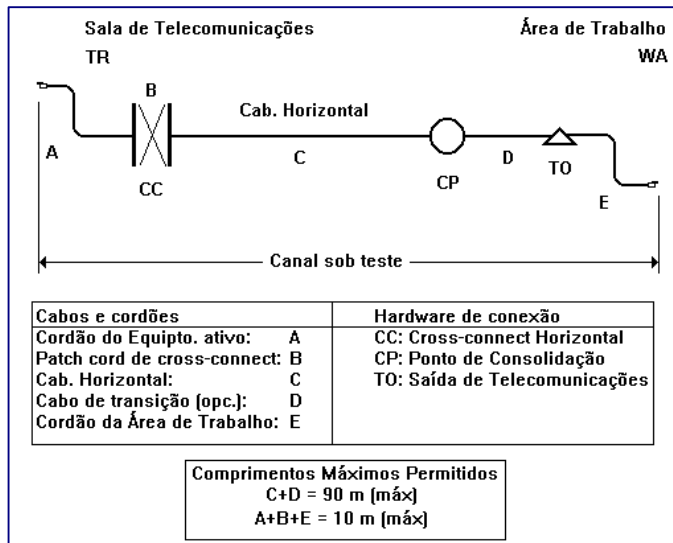 Sala de Telecomunicações
Área de Trabalho
TR
WA
B
Cab. Horizontal
A
C
D
CC
CP
TO
E
Canal sob teste
Cabos e cordões
Hardware de conexão
Cordão do Equipto. ativo: A
CC: Cross-connect Horizontal
Patch cord de cross-connect: B
CP: Ponto de Consolidação
Cab. Horizontal: C
TO: Saída de Telecomunicações
Cabo de transição (opc.): D
Cordão da Área de Trabalho: E
Comprimentos Máximos Permitidos
C+D = 90 m (máx)
A+B+E = 10 m (máx)